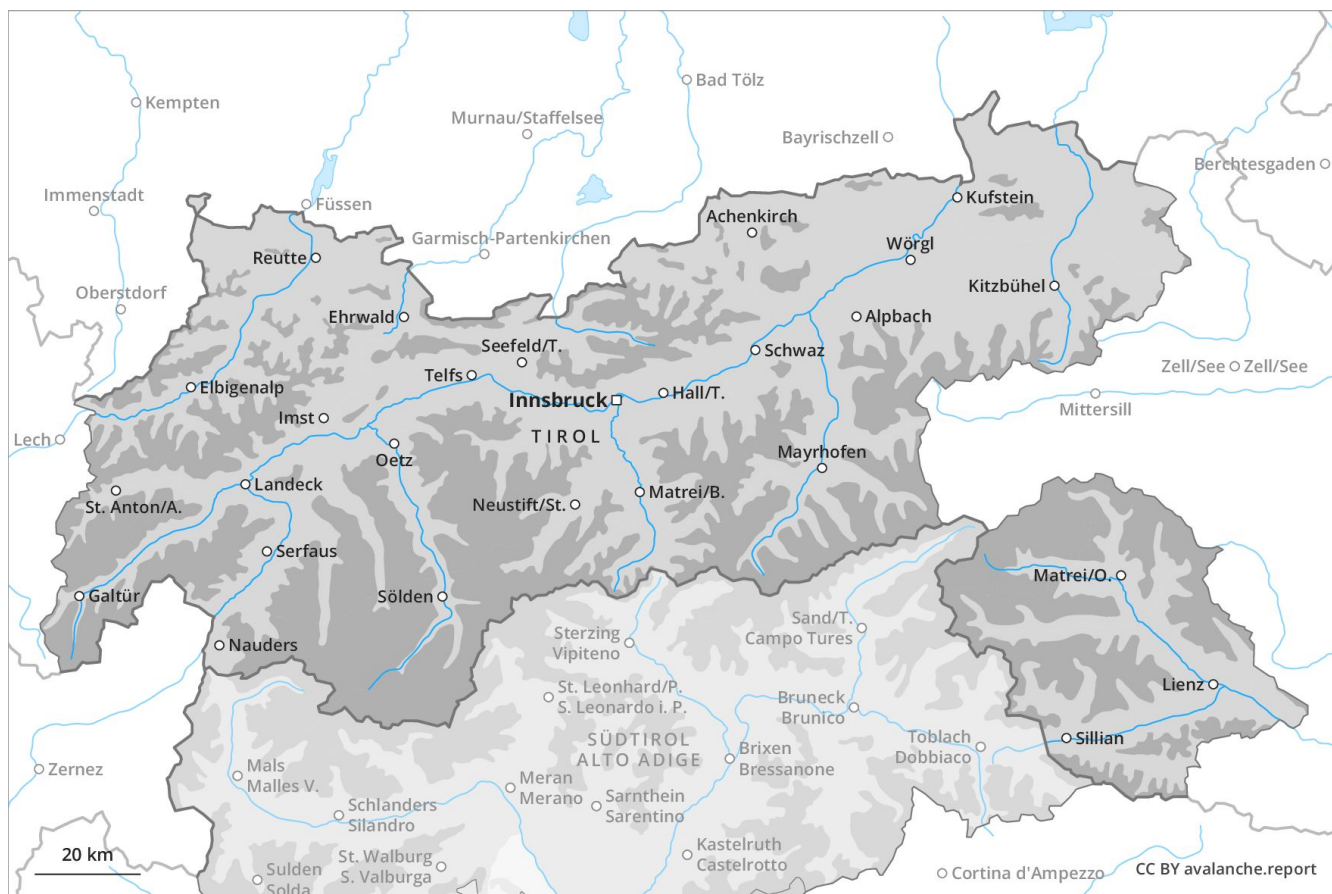 Kempten
Bad Tölz
Murnau/Staffelsee
Bayrischzell
Berchtesgaden
Immenstadt
Füssen
Kufstein
Achenkirch
Garmisch-Partenkirchen
Wörgl
Reutte
Oberstdorf
Kitzbühel
Ehrwald
Alpbach
Seefeld/T.
Schwaz
Zell/See
Zell/See
Telfs
Elbigenalp
Innsbruck
Hall/T.
Mittersill
Imst
TIROL
Lech
Oetz
Mayrhofen
Landeck
St. Anton/A.
Neustift/St.
Matrei/B.
Serfaus
Matrei/O.
Galtür
Sölden
Sand/T.
Campo Tures
Sterzing
Vipiteno
Nauders
Lienz
St. Leonhard/P.
S. Leonardo i. P.
Bruneck
Brunico
SÜDTIROL
ALTO ADIGE
Toblach
Dobbiaco
Sillian
Brixen
Bressanone
Zernez
Mals
Malles V.
Meran
Merano
Sarnthein
Sarentino
Schlanders
Silandro
Kastelruth
Castelrotto
20 km
St. Walburg
S. Valburga
Sulden
Solda
Cortina d'Ampezzo
CC BY avalanche.report